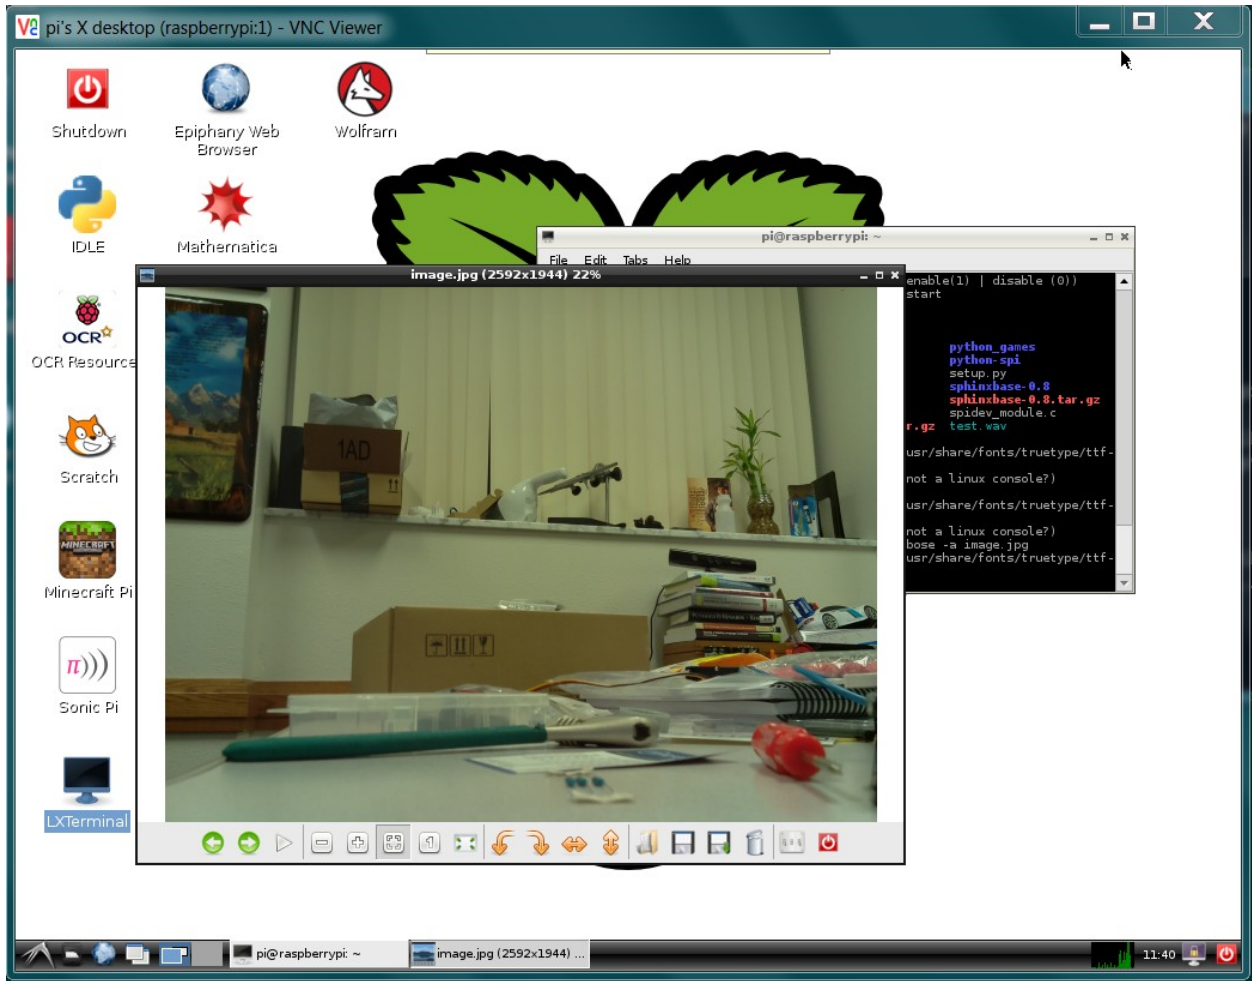 pi's X desktop (raspberrypi:1) - VNC Viewer
Shutdown
Epiphany Web
Browser
Wolfram
IDLE
Mathematica
OCR
OCR Resource
Scratch
MINECRAFT
Minecraft Pi
π)))
Sonic Pi
LXTerminal
pi@raspberrypi: ~
File Edit Tabs Help
enable(1) | disable (0))
start
python_games
python-spi
setup.py
sphinxbase-0.8
sphinxbase-0.8.tar.gz
spidev_module.c
r.gz test.wav
usr/share/fonts/truetype/ttf-
not a linux console?)
usr/share/fonts/truetype/ttf-
not a linux console?)
bose -a image.jpg
usr/share/fonts/truetype/ttf-
image.jpg (2592x1944) 22%
1AD
1
pi@raspberrypi: ~
image.jpg (2592x1944) ...
11:40